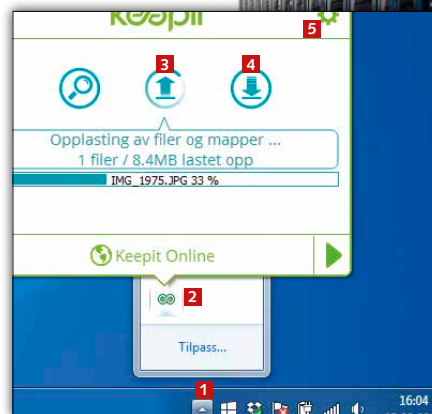 keepit
5
3
4
Opplasting av filer og mapper ...
1 filer / 8.4MB lastet opp
IMG_1975.JPG 33 %
Keepit Online
2
Tilpass...
1
16:04